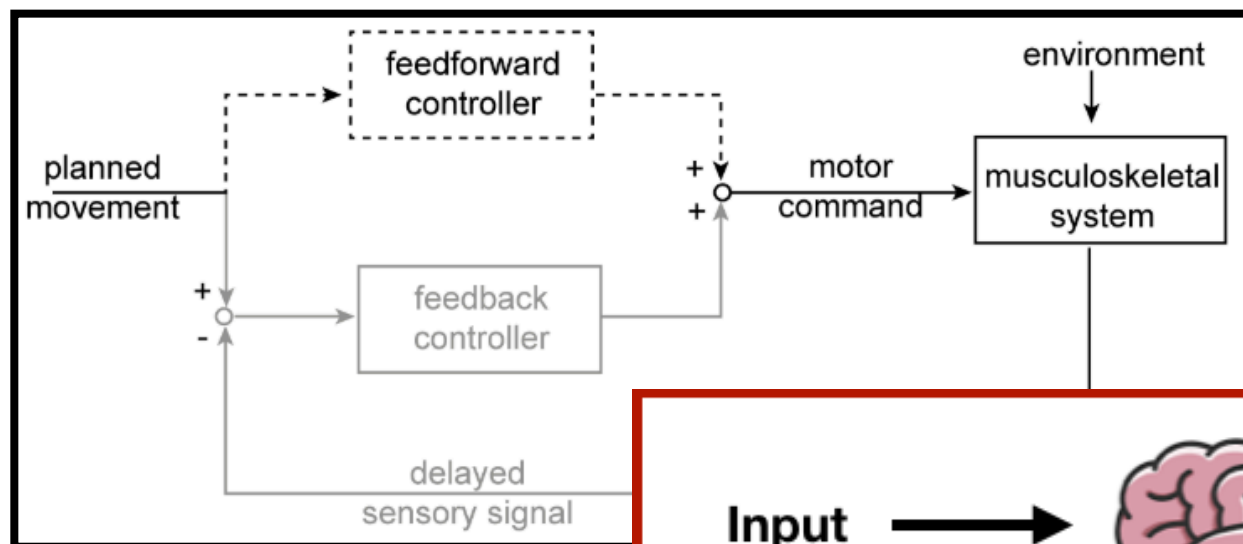 feedforward
controller
environment
planned
movement
+
+
motor
command
musculoskeletal
system
+
-
feedback
controller
delayed
sensory signal
Input